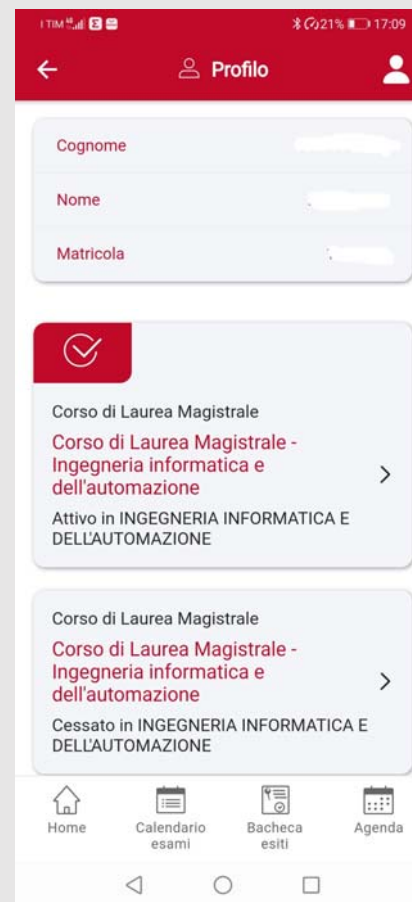 TIM 21% 17:09
Profilo
Cognome
Nome
Matricola
Corso di Laurea Magistrale
Corso di Laurea Magistrale -
Ingegneria informatica e
dell'automazione
Attivo in INGEGNERIA INFORMATICA E
DELL'AUTOMAZIONE
Corso di Laurea Magistrale
Corso di Laurea Magistrale -
Ingegneria informatica e
dell'automazione
Cessato in INGEGNERIA INFORMATICA E
DELL'AUTOMAZIONE
Home
Calendario
esami
Bacheca
esiti
Agenda